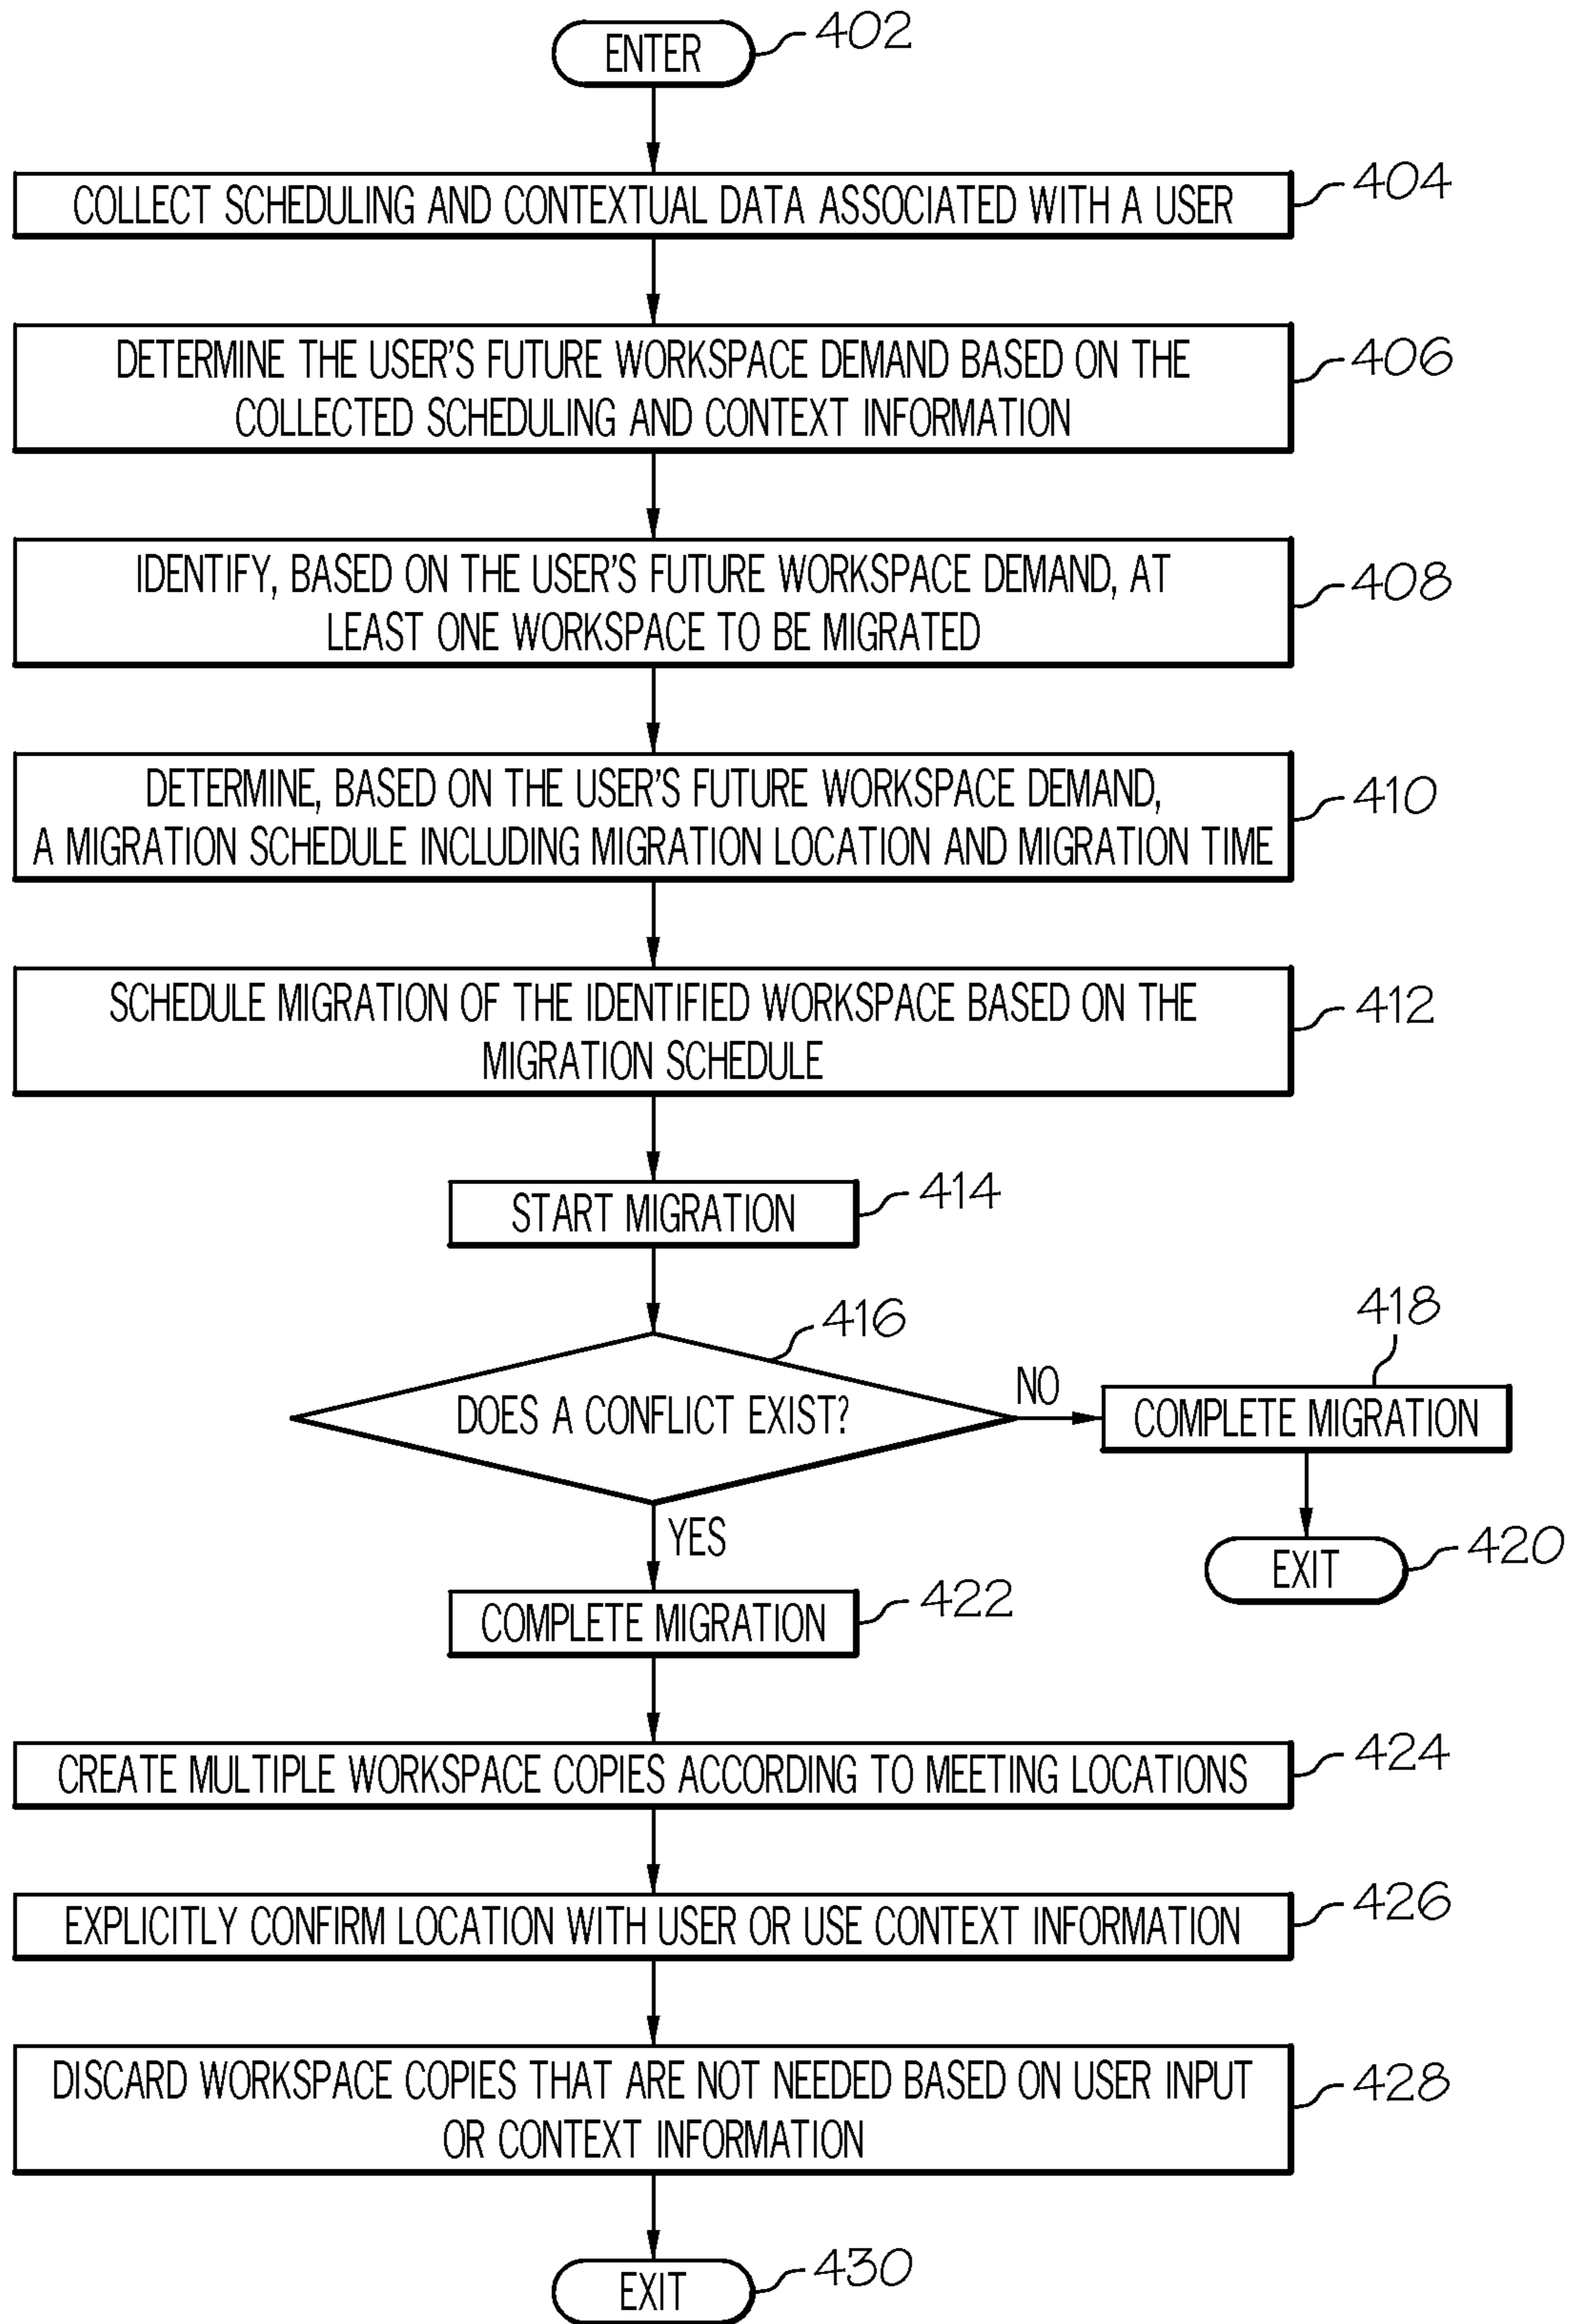 ENTER
402
COLLECT SCHEDULING AND CONTEXTUAL DATA ASSOCIATED WITH A USER
404
DETERMINE THE USER'S FUTURE WORKSPACE DEMAND BASED ON THE
COLLECTED SCHEDULING AND CONTEXT INFORMATION
406
IDENTIFY, BASED ON THE USER'S FUTURE WORKSPACE DEMAND, AT
LEAST ONE WORKSPACE TO BE MIGRATED
408
DETERMINE, BASED ON THE USER'S FUTURE WORKSPACE DEMAND,
A MIGRATION SCHEDULE INCLUDING MIGRATION LOCATION AND MIGRATION TIME
410
SCHEDULE MIGRATION OF THE IDENTIFIED WORKSPACE BASED ON THE
MIGRATION SCHEDULE
412
START MIGRATION
414
DOES A CONFLICT EXIST?
416
NO
COMPLETE MIGRATION
418
EXIT
420
YES
COMPLETE MIGRATION
422
CREATE MULTIPLE WORKSPACE COPIES ACCORDING TO MEETING LOCATIONS
424
EXPLICITLY CONFIRM LOCATION WITH USER OR USE CONTEXT INFORMATION
426
DISCARD WORKSPACE COPIES THAT ARE NOT NEEDED BASED ON USER INPUT
OR CONTEXT INFORMATION
428
EXIT
430